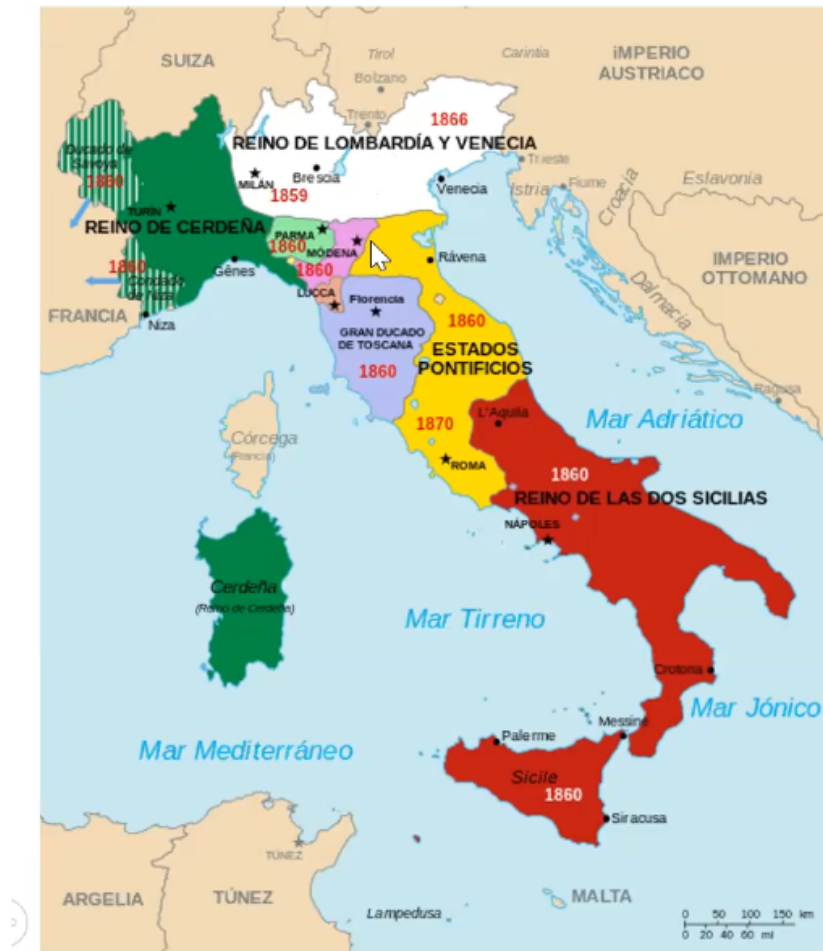 SUIZA
Tirol
Carintia
iMPERIO
AUSTRIACO
Bolzano
Trento
1866
REINO DE LOMBARDÍA Y VENECIA
Ducado de
Savoya
1860
MILÁN
Brescia
1859
Venecia
Trieste
Istria
Fiume
Croacia
Eslavonia
TURÍN
REINO DE CERDEÑA
PARMA
1860
MÓDENA
1860
Rávena
IMPERIO
OTTOMANO
Dalmacia
1860
Condado
de Niza
Gênes
LUCCA
Florencia
FRANCIA
Niza
GRAN DUCADO
DE TOSCANA
1860
1860
ESTADOS
PONTIFICIOS
Ragusa
1870
L'Aquila
Mar Adriático
Córcega
(Francia)
ROMA
1860
REINO DE LAS DOS SICILIAS
NÁPOLES
Cerdeña
(Reino de Cerdeña)
Mar Tirreno
Crotona
Mar Jónico
Messine
Mar Mediterráneo
Palerme
Sicile
1860
Siracusa
TÚNEZ
ARGELIA
TÚNEZ
MALTA
Lampedusa
0 50 100 150 km
0 20 40 60 mi